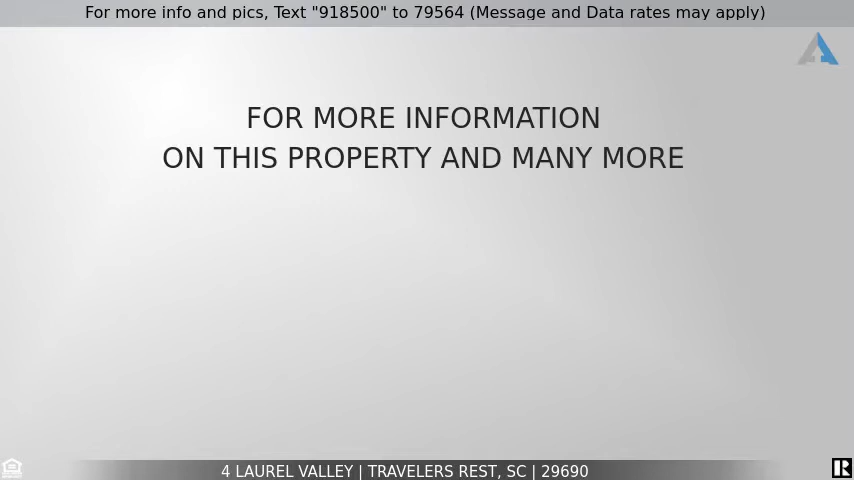 For more info and pics, Text "918500" to 79564 (Message and Data rates may apply)
FOR MORE INFORMATION
ON THIS PROPERTY AND MANY MORE
4 LAUREL VALLEY | TRAVELERS REST, SC | 29690